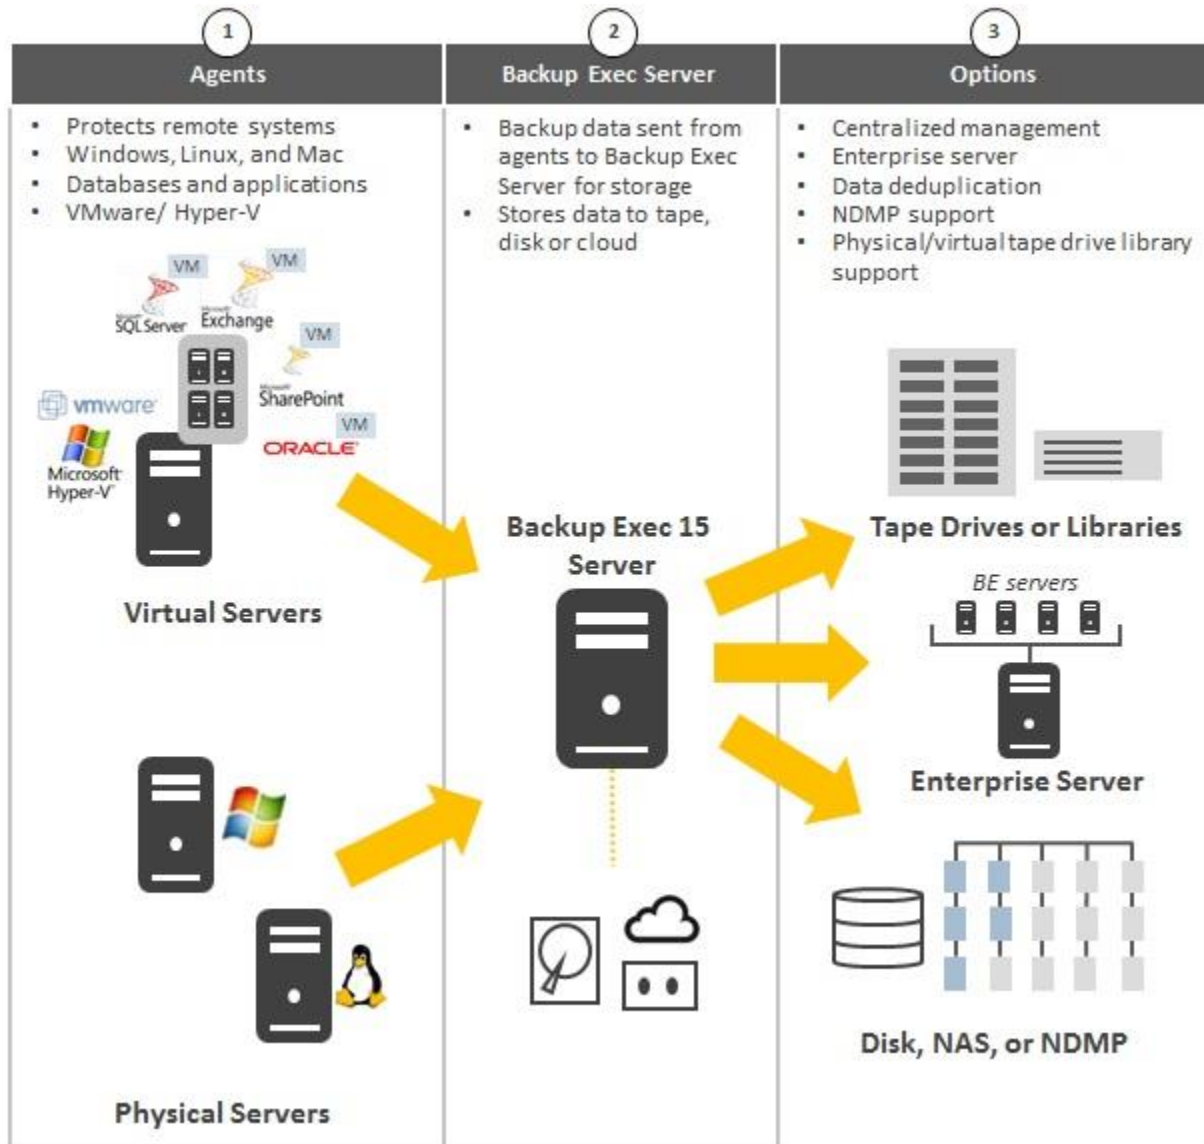 1
Agents
• Protects remote systems
• Windows, Linux, and Mac
• Databases and applications
• VMware/ Hyper-V
VM
VM
Microsoft
SQL Server
Microsoft
Exchange
VM
Microsoft
SharePoint
vmware
VM
ORACLE
Microsoft
Hyper-V
Virtual Servers
Physical Servers
2
Backup Exec Server
• Backup data sent from
agents to Backup Exec
Server for storage
• Stores data to tape,
disk or cloud
Backup Exec 15
Server
3
Options
• Centralized management
• Enterprise server
• Data deduplication
• NDMP support
• Physical/virtual tape drive library
support
Tape Drives or Libraries
BE servers
Enterprise Server
Disk, NAS, or NDMP